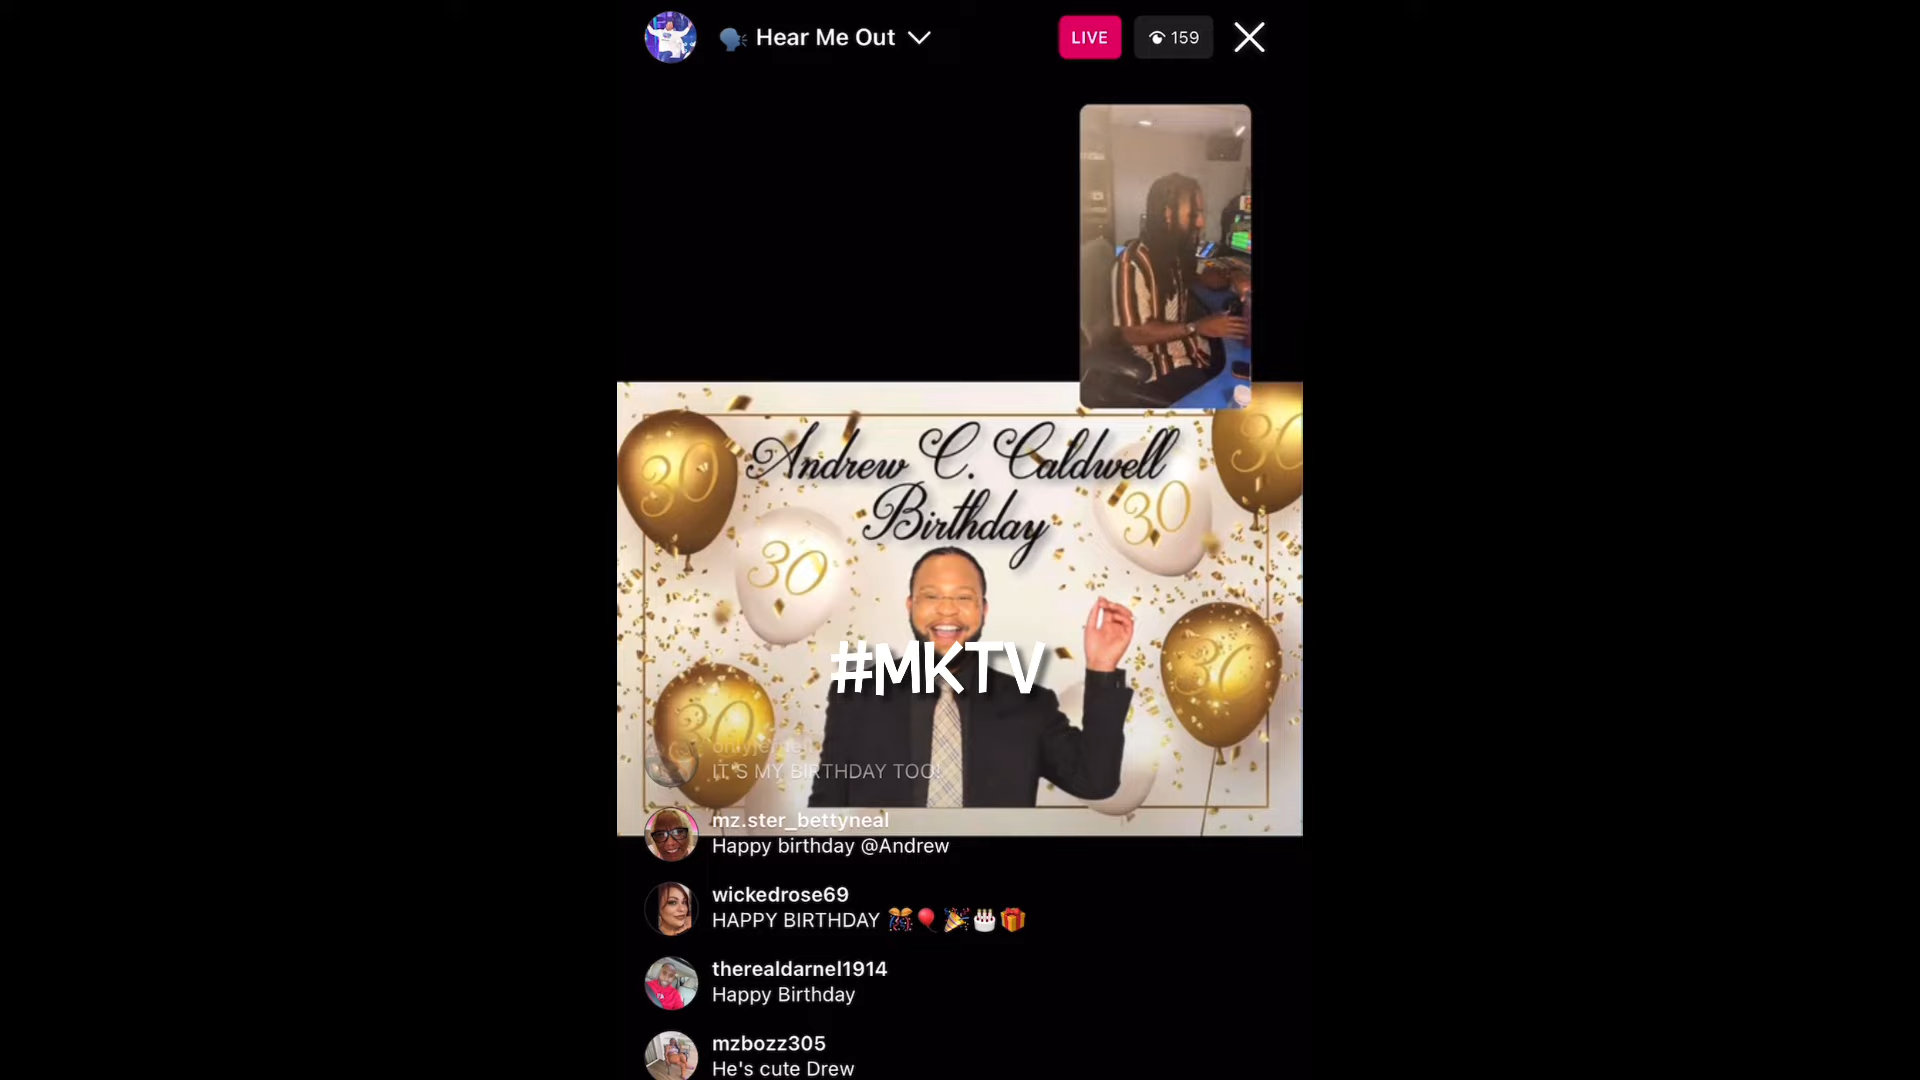 Hear Me Out
LIVE
159
Andrew C. Caldwell
Birthday
30
30
30
30
30
30
#MKTV
IT'S MY BIRTHDAY TOO!
mz.ster_bettyneal
Happy birthday @Andrew
wickedrose69
HAPPY BIRTHDAY 🎊🎈🎉🎂🎁
therealdarnel1914
Happy Birthday
mzbozz305
He's cute Drew